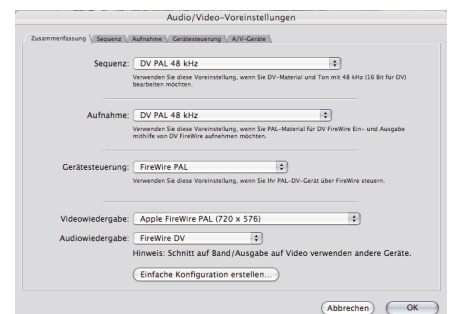 Audio/Video-Voreinstellungen
Zusammenfassung Sequenz Aufnahme Gerätesteuerung A/V-Geräte
Sequenz: DV PAL 48 kHz
Verwenden Sie diese Voreinstellung, wenn Sie DV-Material und Ton mit 48 kHz (16 Bit für DV)
bearbeiten möchten.
Aufnahme: DV PAL 48 kHz
Verwenden Sie diese Voreinstellung, wenn Sie PAL-Material für DV FireWire Ein- und Ausgabe
mithilfe von DV FireWire aufnehmen möchten.
Gerätesteuerung: FireWire PAL
Verwenden Sie diese Voreinstellung, wenn Sie Ihr PAL-DV-Gerät über FireWire steuern.
Videowiedergabe: Apple FireWire PAL (720 x 576)
Audiowiedergabe: FireWire DV
Hinweis: Schnitt auf Band/Ausgabe auf Video verwenden andere Geräte.
Einfache Konfiguration erstellen...
Abbrechen OK